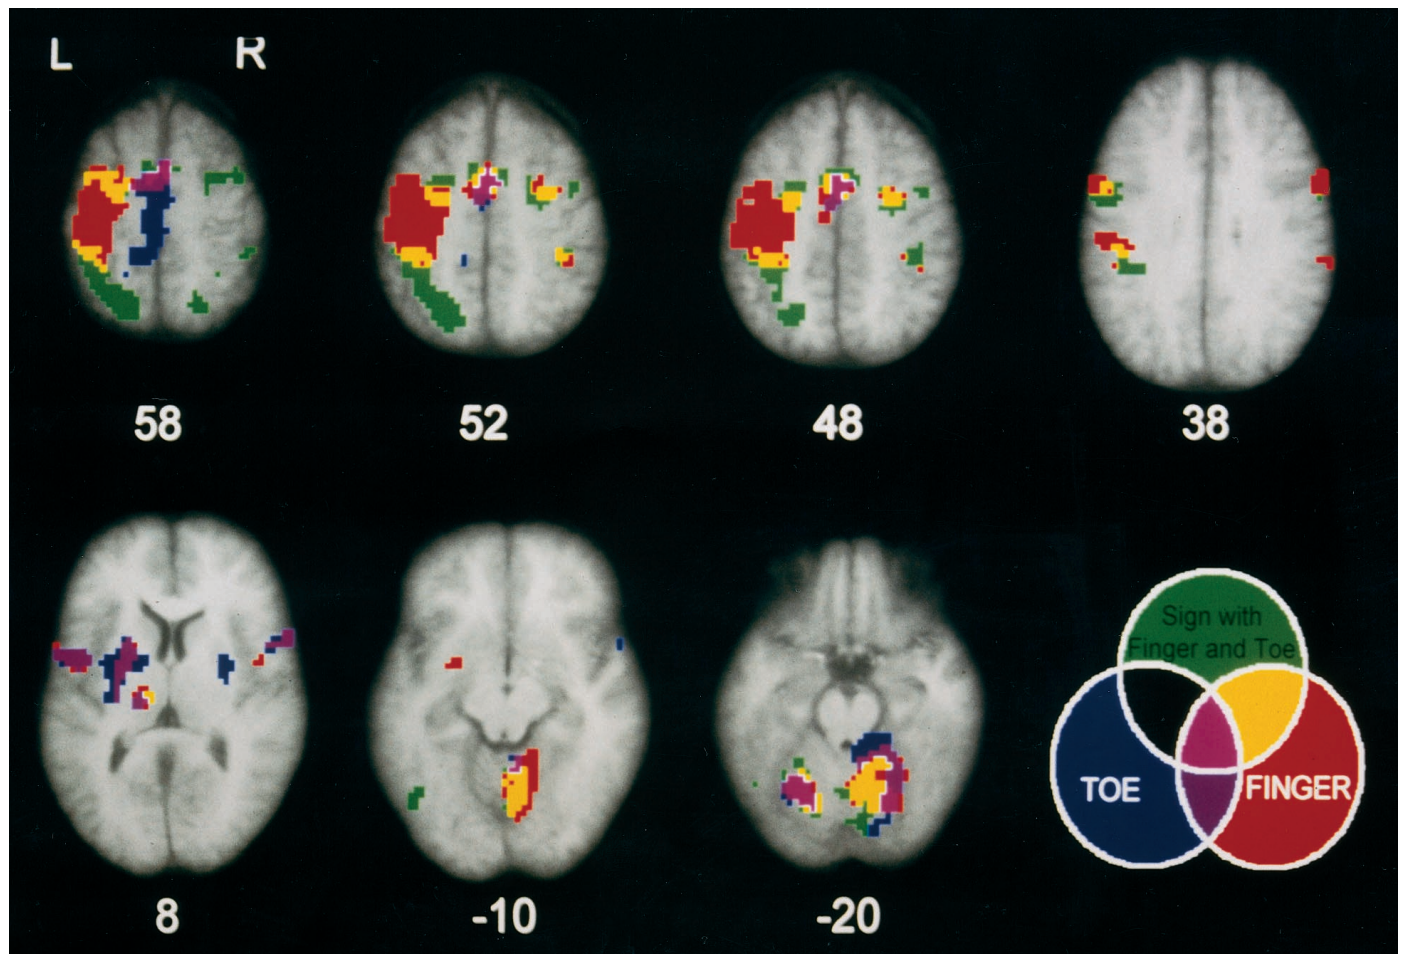 L R
58 52 48 38
Sign with
Finger and Toe
TOE FINGER
8 -10 -20